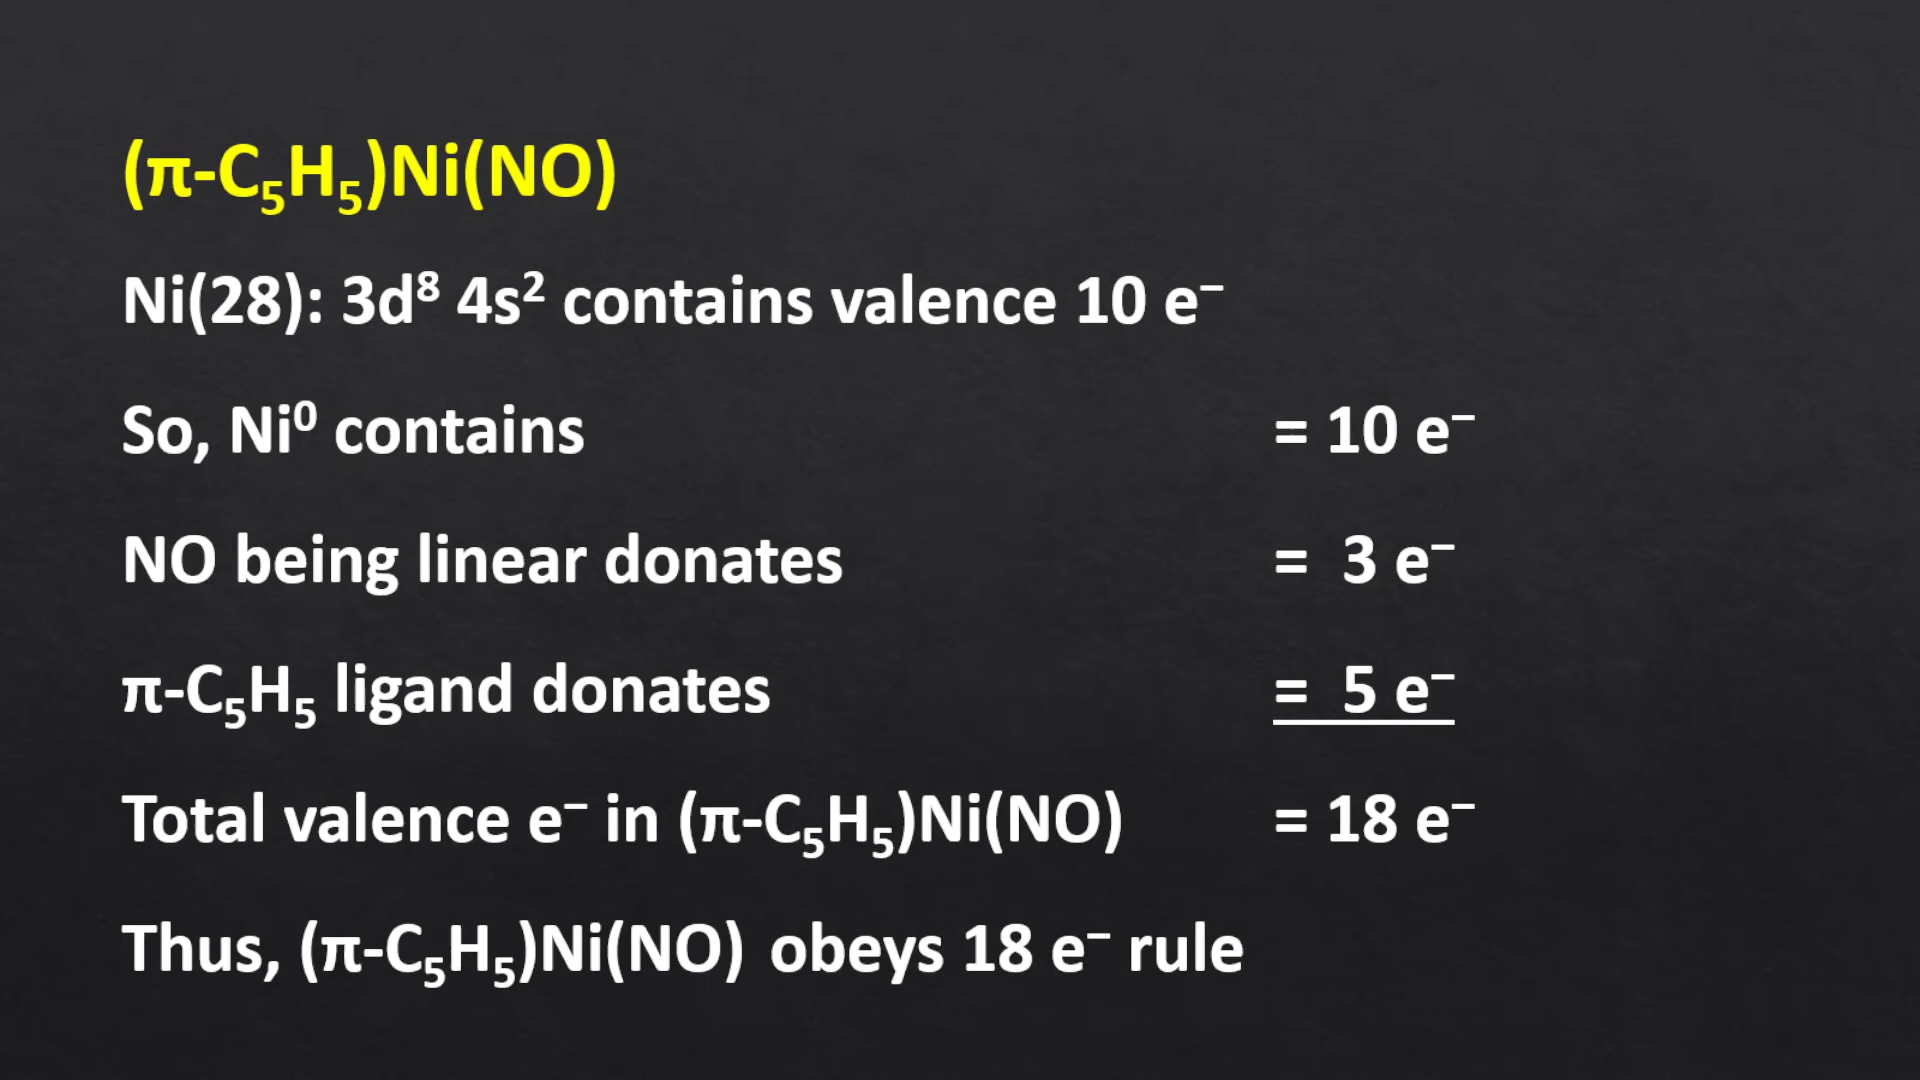 (π-C₅H₅)Ni(NO)
Ni(28): 3d⁸ 4s² contains valence 10 e⁻
So, Ni⁰ contains = 10 e⁻
NO being linear donates = 3 e⁻
π-C₅H₅ ligand donates = 5 e⁻
Total valence e⁻ in (π-C₅H₅)Ni(NO) = 18 e⁻
Thus, (π-C₅H₅)Ni(NO) obeys 18 e⁻ rule